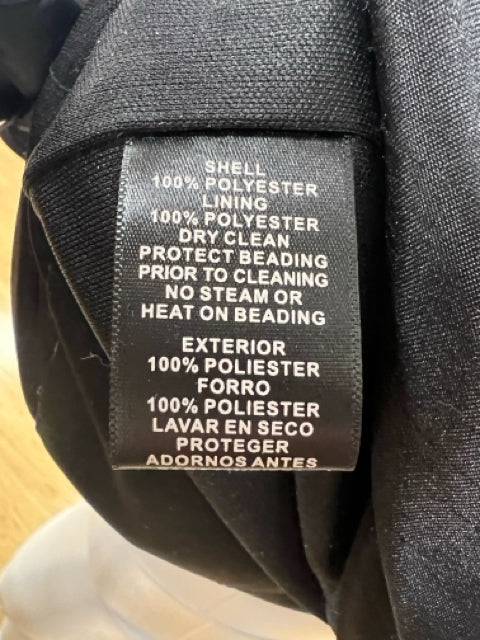 SHELL
100% POLYESTER
LINING
100% POLYESTER
DRY CLEAN
PROTECT BEADING
PRIOR TO CLEANING
NO STEAM OR
HEAT ON BEADING
EXTERIOR
100% POLIESTER
FORRO
100% POLIESTER
LAVAR EN SECO
PROTEGER
ADORNOS ANTES